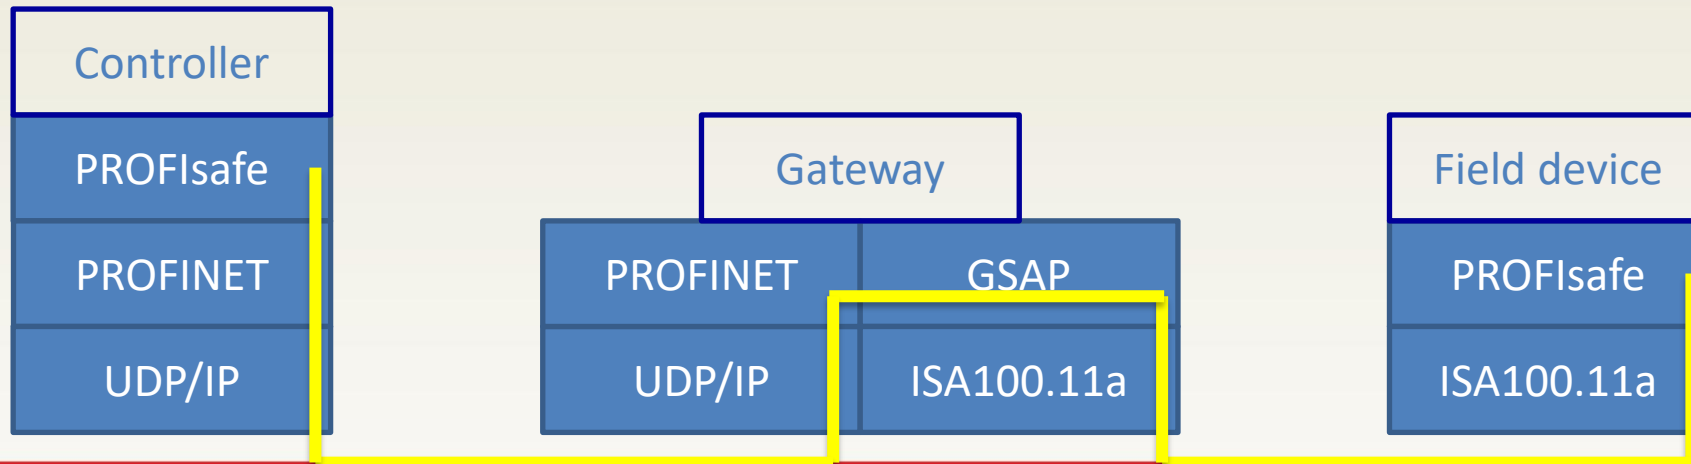 Controller
PROFIsafe
PROFINET
UDP/IP
Gateway
PROFINET GSAP
UDP/IP ISA100.11a
Field device
PROFIsafe
ISA100.11a